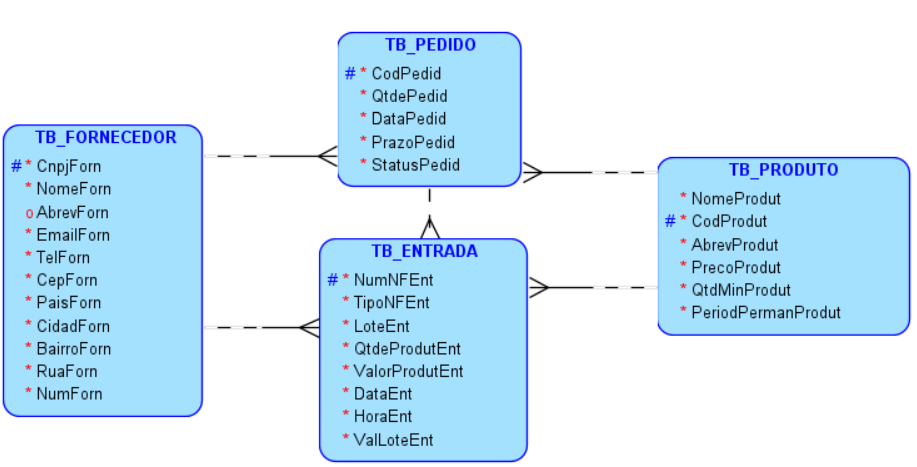 TB_PEDIDO
# * CodPedid
* QtdePedid
* DataPedid
* PrazoPedid
* StatusPedid
TB_FORNECEDOR
# * CnpjForn
* NomeForn
o AbrevForn
* EmailForn
* TelForn
* CepForn
* PaisForn
* CidadForn
* BairroForn
* RuaForn
* NumForn
TB_PRODUTO
* NomeProdut
# * CodProdut
* AbrevProdut
* PrecoProdut
* QtdMinProdut
* PeriodPermanProdut
TB_ENTRADA
# * NumNFEnt
* TipoNFEnt
* LoteEnt
* QtdeProdutEnt
* ValorProdutEnt
* DataEnt
* HoraEnt
* ValLoteEnt